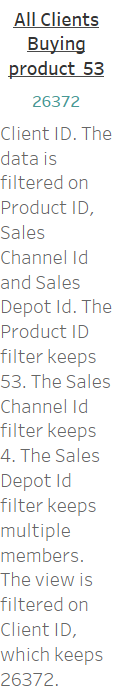 All Clients
Buying
product 53
26372
Client ID. The
data is
filtered on
Product ID,
Sales
Channel Id
and Sales
Depot Id. The
Product ID
filter keeps
53. The Sales
Channel Id
filter keeps
4. The Sales
Depot Id
filter keeps
multiple
members.
The view is
filtered on
Client ID,
which keeps
26372.